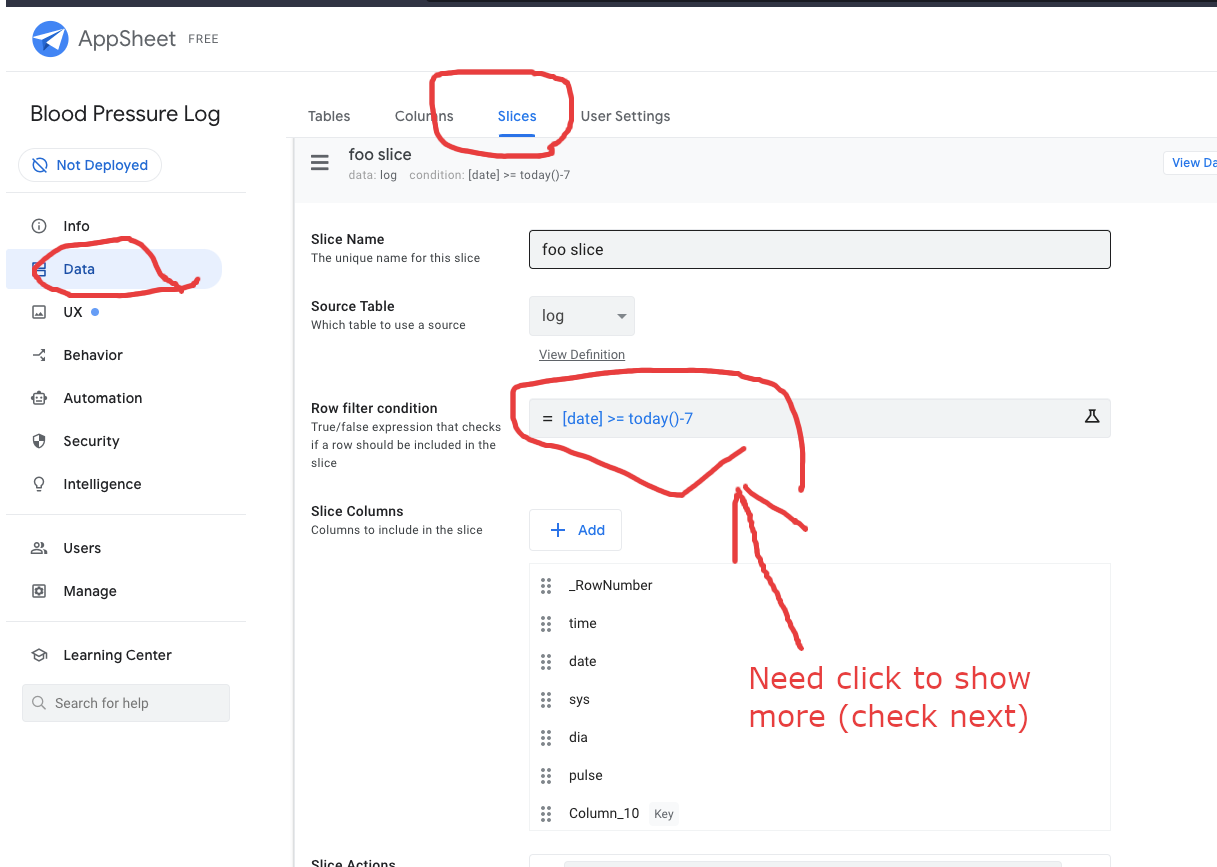 AppSheet FREE
Blood Pressure Log
Not Deployed
Info
Data
UX
Behavior
Automation
Security
Intelligence
Users
Manage
Learning Center
Search for help
Tables Columns Slices User Settings
foo slice
data: log condition: [date] >= today()-7
View Da
Slice Name
The unique name for this slice
foo slice
Source Table
Which table to use a source
log
View Definition
Row filter condition
True/false expression that checks
if a row should be included in the
slice
= [date] >= today()-7
Slice Columns
Columns to include in the slice
+ Add
_RowNumber
time
date
sys
dia
pulse
Column_10 Key
Need click to show
more (check next)
Slice Actions